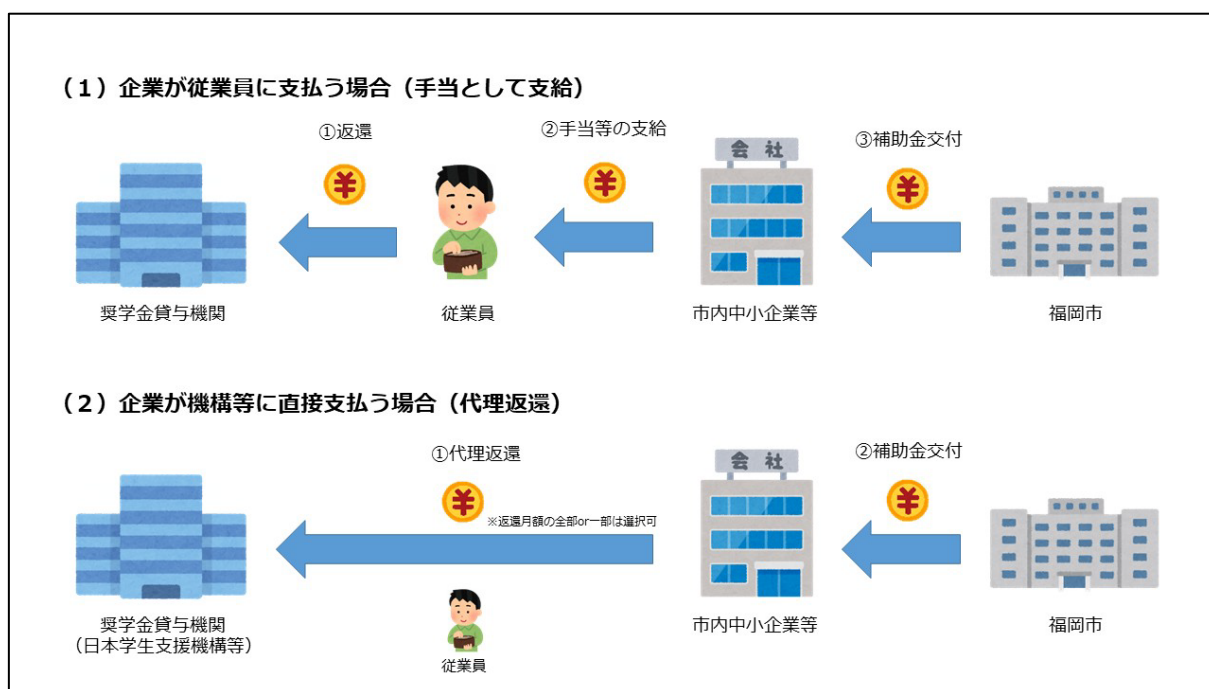 （１）企業が従業員に支払う場合（手当として支給）
①返還
②手当等の支給
③補助金交付
会社
奨学金貸与機関
従業員
市内中小企業等
福岡市
（２）企業が機構等に直接支払う場合（代理返還）
①代理返還
②補助金交付
※返還月額の全部or一部は選択可
会社
奨学金貸与機関
（日本学生支援機構等）
従業員
市内中小企業等
福岡市